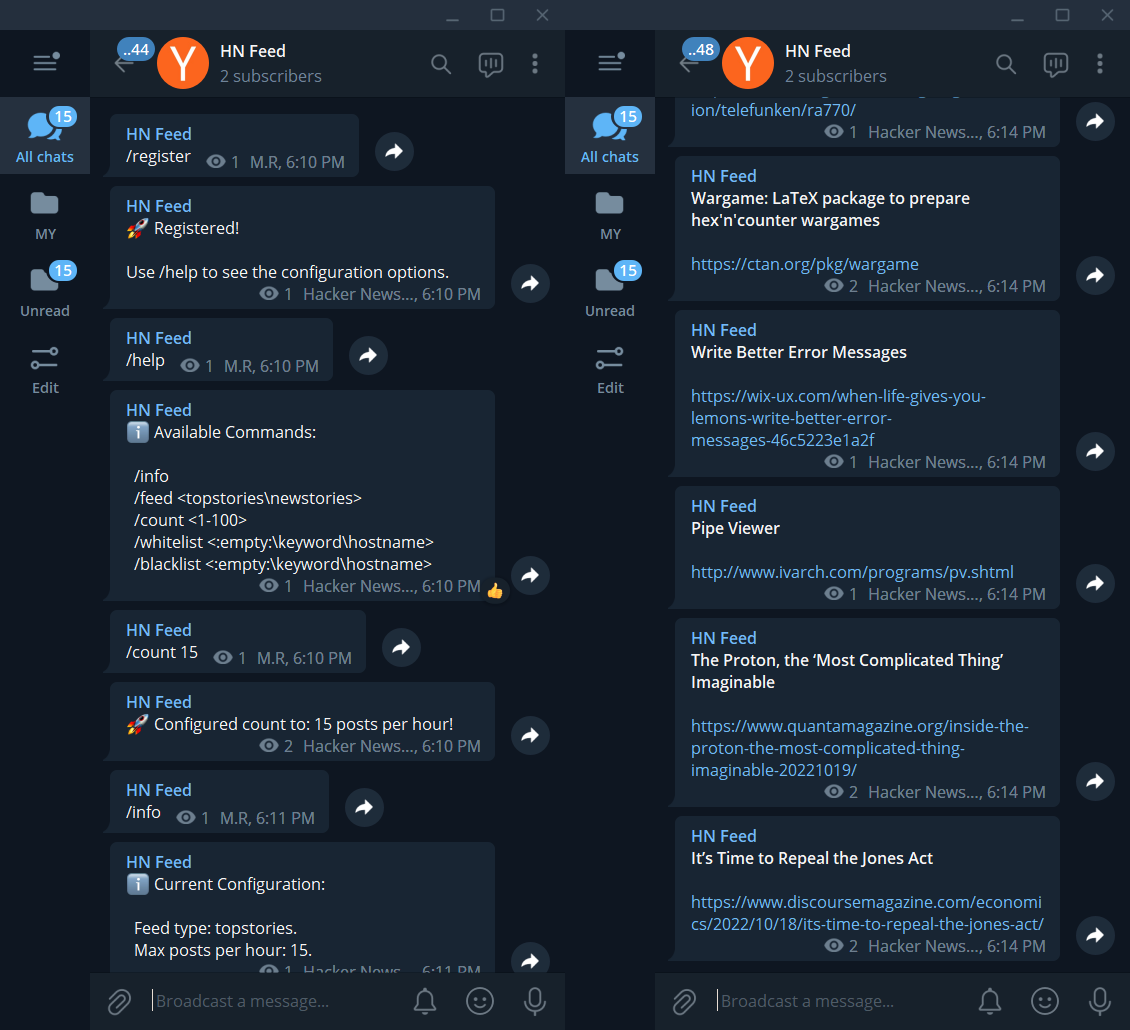 ..44
Y
HN Feed
2 subscribers
15
All chats
MY
15
Unread
Edit
HN Feed
/register
1 M.R, 6:10 PM
HN Feed
🚀 Registered!
Use /help to see the configuration options.
1 Hacker News..., 6:10 PM
HN Feed
/help
1 M.R, 6:10 PM
HN Feed
ℹ️ Available Commands:
/info
/feed <topstories\newstories>
/count <1-100>
/whitelist <:empty:\keyword\hostname>
/blacklist <:empty:\keyword\hostname>
1 Hacker News..., 6:10 PM
👍
HN Feed
/count 15
1 M.R, 6:10 PM
HN Feed
🚀 Configured count to: 15 posts per hour!
2 Hacker News..., 6:10 PM
HN Feed
/info
1 M.R, 6:11 PM
HN Feed
ℹ️ Current Configuration:
Feed type: topstories.
Max posts per hour: 15.
1 Hacker News..., 6:11 PM
Broadcast a message...
..48
Y
HN Feed
2 subscribers
15
All chats
MY
15
Unread
Edit
ion/telefunken/ra770/
1 Hacker News..., 6:14 PM
HN Feed
Wargame: LaTeX package to prepare
hex'n'counter wargames
https://ctan.org/pkg/wargame
2 Hacker News..., 6:14 PM
HN Feed
Write Better Error Messages
https://wix-ux.com/when-life-gives-you-
lemons-write-better-error-
messages-46c5223e1a2f
1 Hacker News..., 6:14 PM
HN Feed
Pipe Viewer
http://www.ivarch.com/programs/pv.shtml
1 Hacker News..., 6:14 PM
HN Feed
The Proton, the ‘Most Complicated Thing’
Imaginable
https://www.quantamagazine.org/inside-the-
proton-the-most-complicated-thing-
imaginable-20221019/
2 Hacker News..., 6:14 PM
HN Feed
It’s Time to Repeal the Jones Act
https://www.discoursemagazine.com/economi
cs/2022/10/18/its-time-to-repeal-the-jones-act/
2 Hacker News..., 6:14 PM
Broadcast a message...